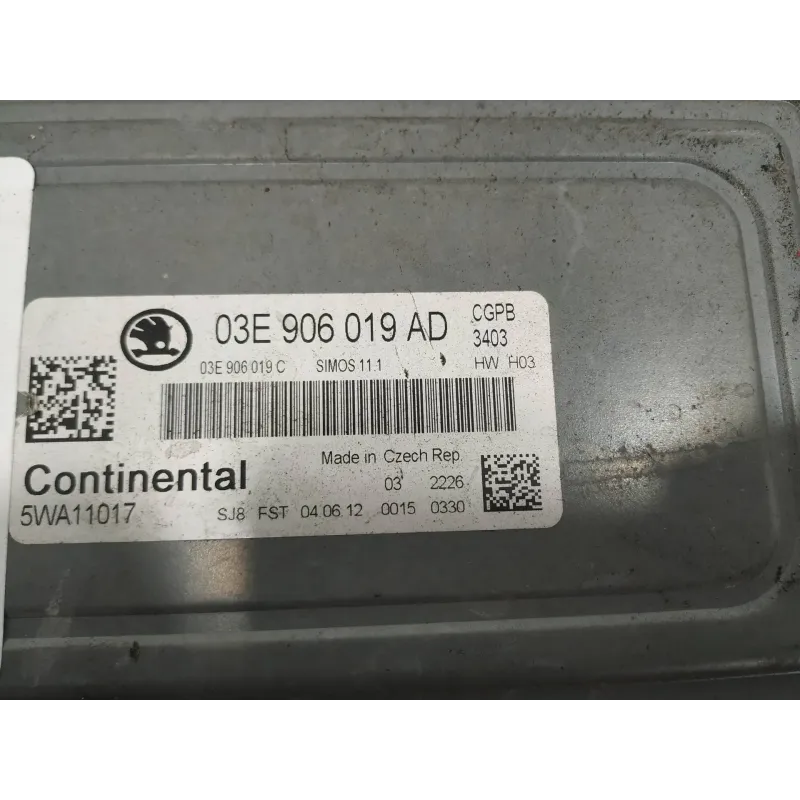 03E 906 019 AD CGPB
3403
03E 906 019 C SIMOS 11.1 HW H03
Made in Czech Rep.
Continental 03 2226
5WA11017 SJ8 FST 04.06.12 0015 0330